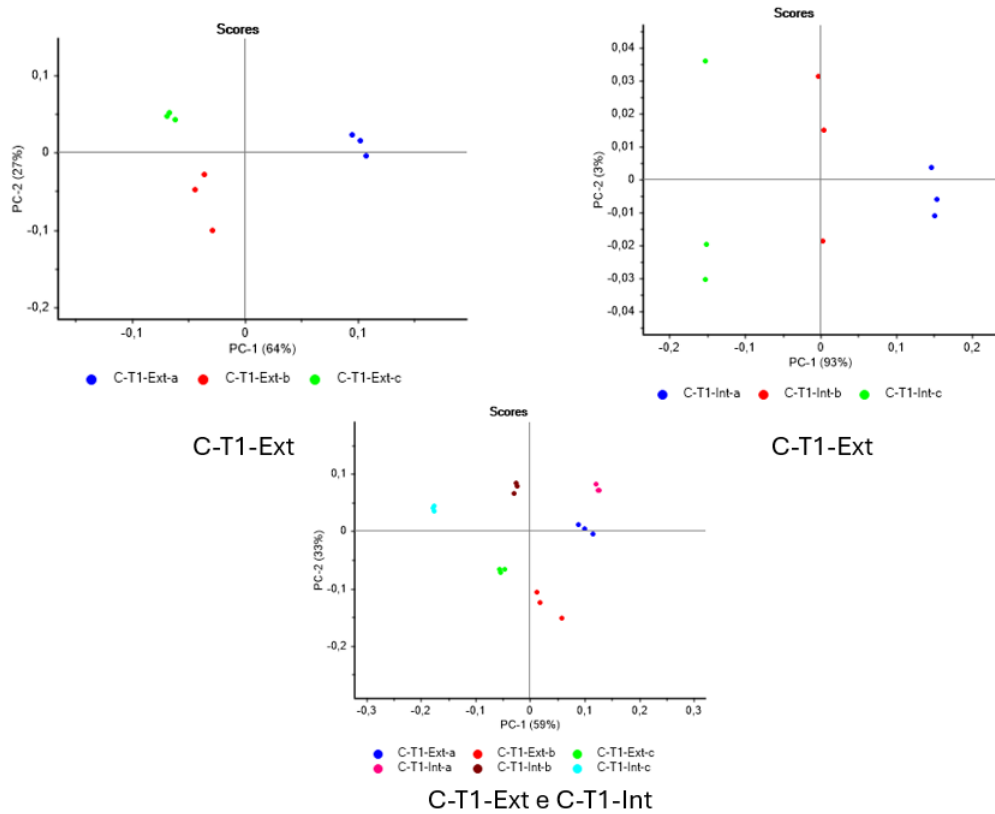 Scores
0,1
0
-0,1
-0,2
PC-2 (27%)
-0,1
0
0,1
PC-1 (64%)
C-T1-Ext-a C-T1-Ext-b C-T1-Ext-c
C-T1-Ext
Scores
0,04
0,03
0,02
0,01
0
-0,01
-0,02
-0,03
-0,04
PC-2 (3%)
-0,2
-0,1
0
0,1
0,2
PC-1 (93%)
C-T1-Int-a C-T1-Int-b C-T1-Int-c
C-T1-Ext
Scores
0,1
0
-0,1
-0,2
PC-2 (33%)
-0,3
-0,2
-0,1
0
0,1
0,2
0,3
PC-1 (59%)
C-T1-Ext-a C-T1-Ext-b C-T1-Ext-c
C-T1-Int-a C-T1-Int-b C-T1-Int-c
C-T1-Ext e C-T1-Int